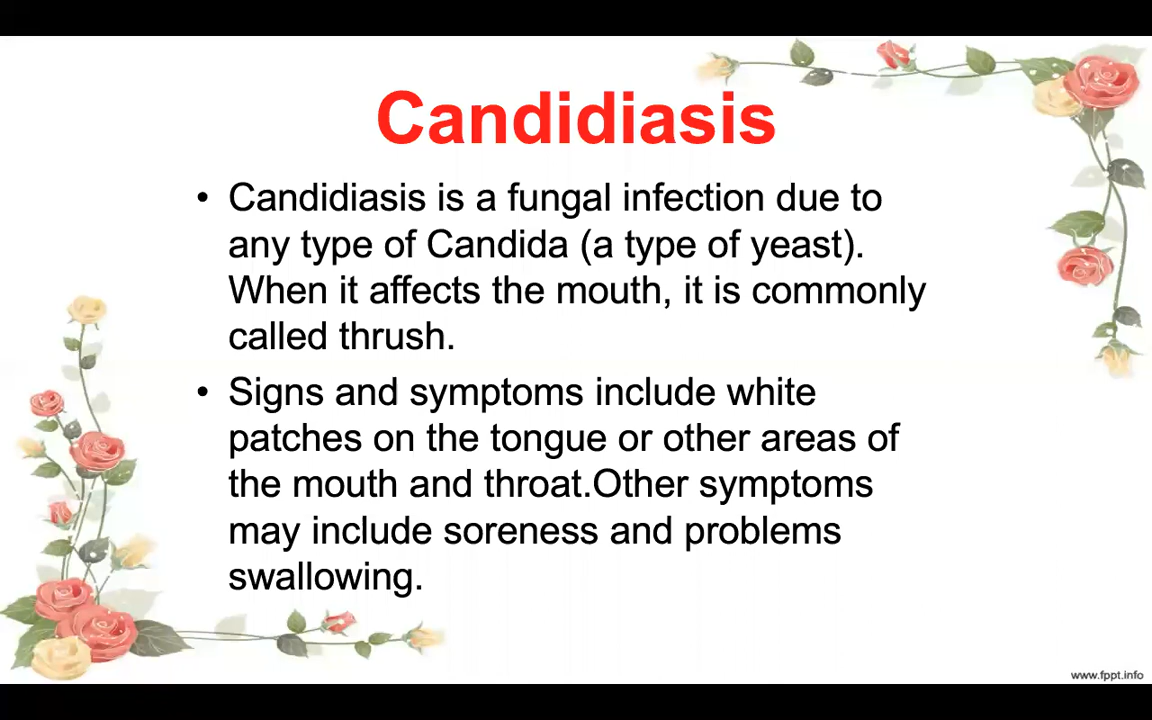 Candidiasis
• Candidiasis is a fungal infection due to
any type of Candida (a type of yeast).
When it affects the mouth, it is commonly
called thrush.
• Signs and symptoms include white
patches on the tongue or other areas of
the mouth and throat.Other symptoms
may include soreness and problems
swallowing.
www.fppt.info